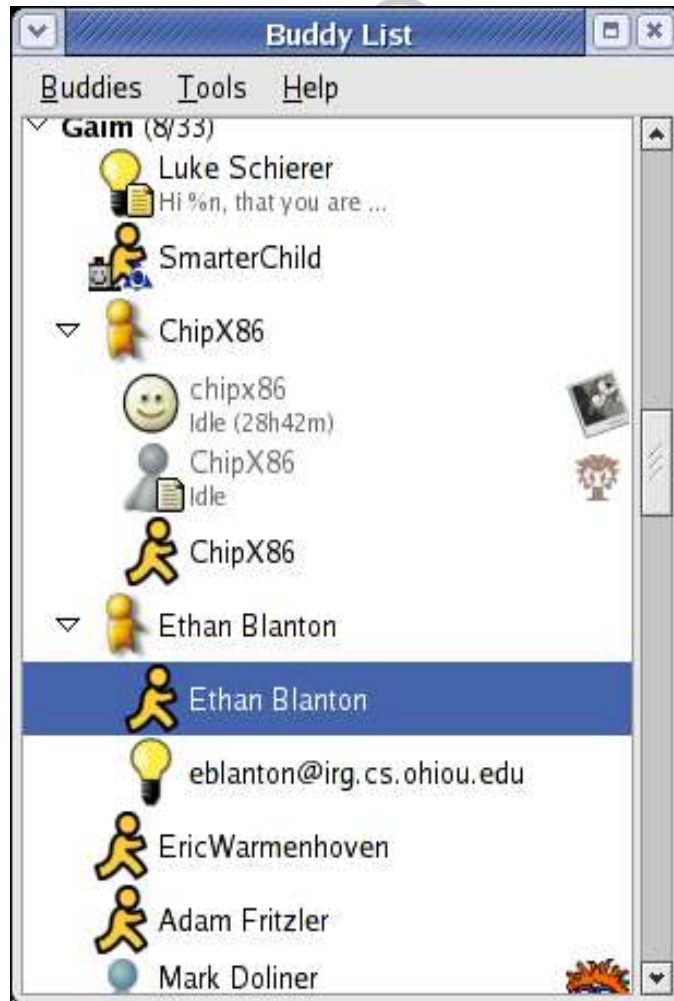 Buddy List
Buddies Tools Help
Gaim (8/33)
Luke Schierer
Hi %n, that you are ...
SmarterChild
ChipX86
chipx86
Idle (28h42m)
ChipX86
Idle
ChipX86
Ethan Blanton
Ethan Blanton
eblanton@irg.cs.ohiou.edu
EricWarmenhoven
Adam Fritzler
Mark Doliner